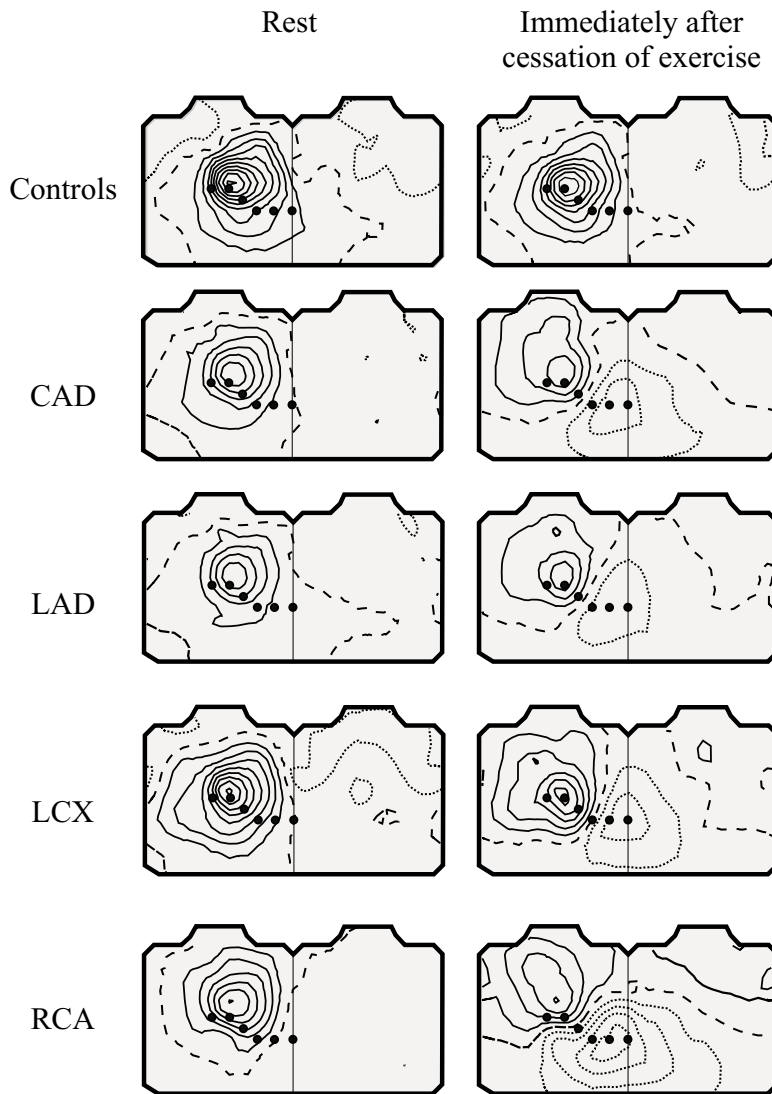 Rest
Immediately after
cessation of exercise
Controls
CAD
LAD
LCX
RCA